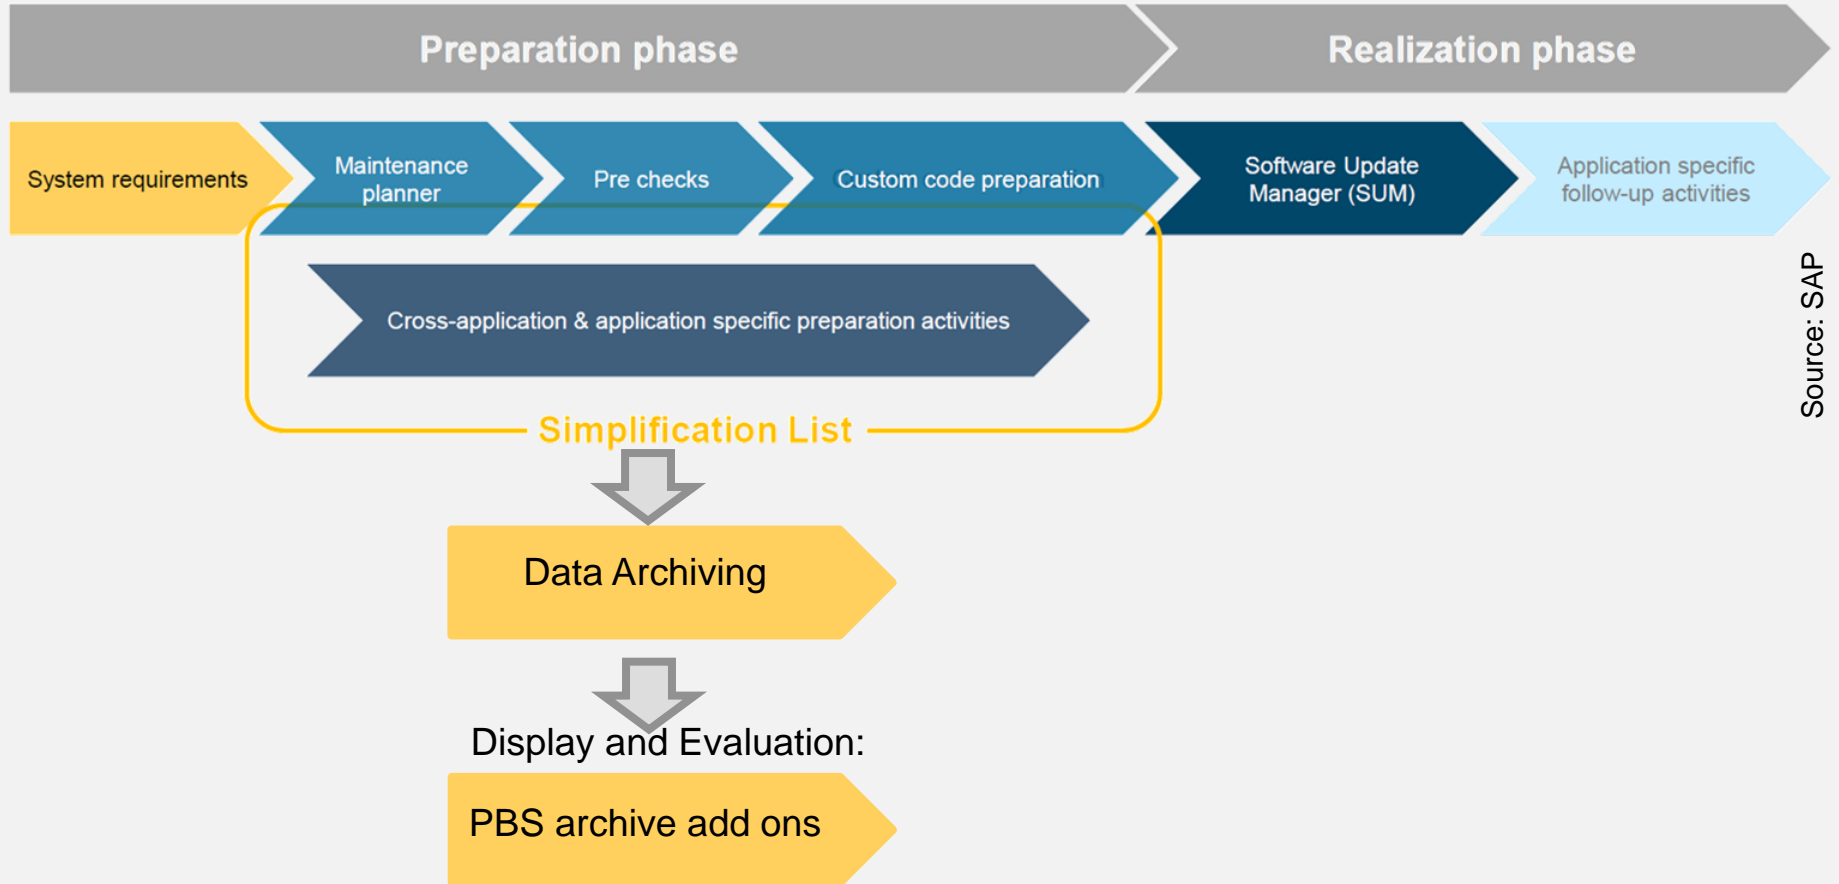 Preparation phase
Realization phase
System requirements
Maintenance
planner
Pre checks
Custom code preparation
Software Update
Manager (SUM)
Application specific
follow-up activities
Cross-application & application specific preparation activities
Source: SAP
Simplification List
Data Archiving
Display and Evaluation:
PBS archive add ons